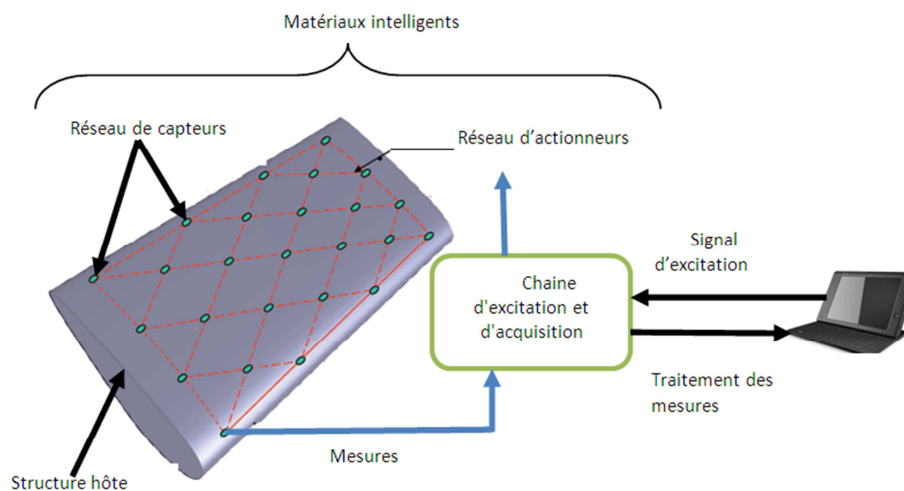 Matériaux intelligents
Réseau de capteurs
Réseau d'actionneurs
Signal
d'excitation
Chaine
d'excitation et
d'acquisition
Traitement des
mesures
Mesures
Structure hôte